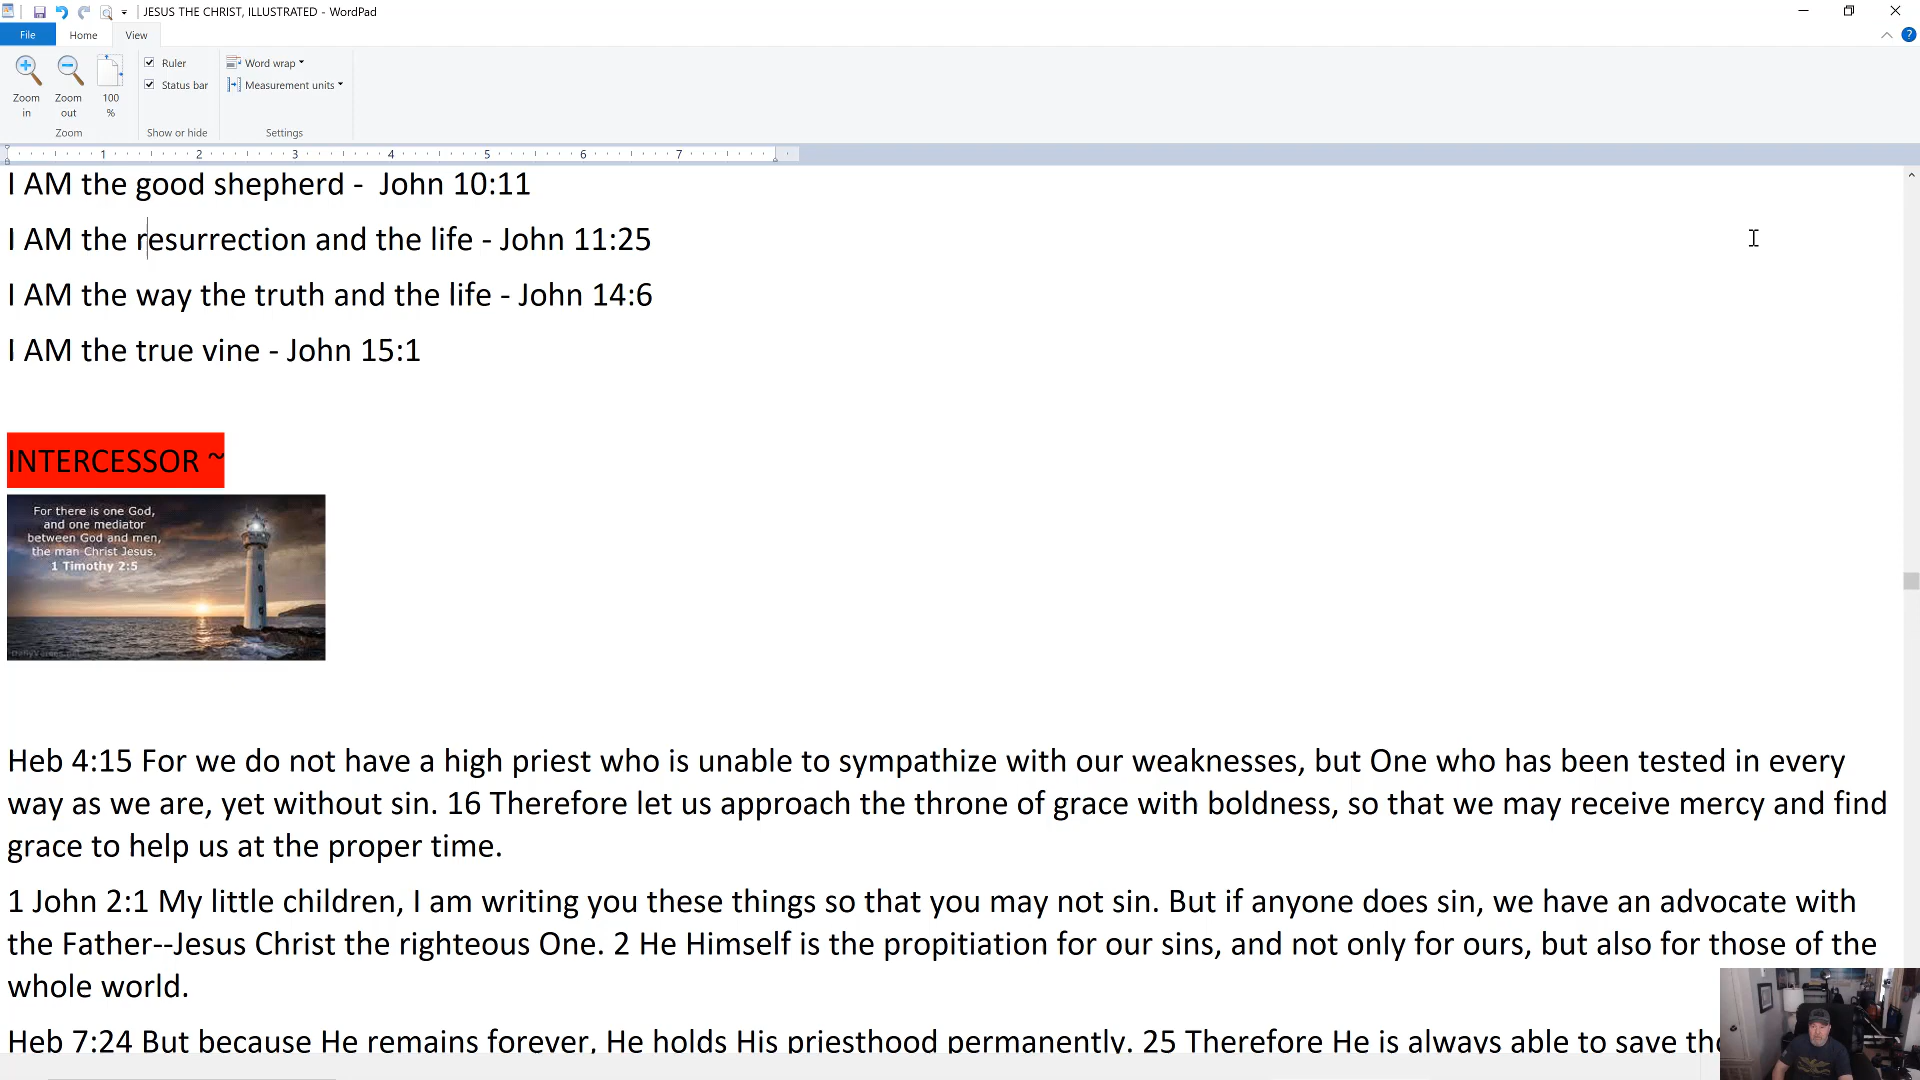 JESUS THE CHRIST, ILLUSTRATED - WordPad
File Home View
Zoom in
Zoom out
100 %
Ruler
Status bar
Word wrap
Measurement units
Zoom
Show or hide
Settings
1 2 3 4 5 6 7
I AM the good shepherd -  John 10:11
I AM the resurrection and the life - John 11:25
I AM the way the truth and the life - John 14:6
I AM the true vine - John 15:1
INTERCESSOR ~
For there is one God,
and one mediator
between God and men,
the man Christ Jesus.
1 Timothy 2:5
Heb 4:15 For we do not have a high priest who is unable to sympathize with our weaknesses, but One who has been tested in every
way as we are, yet without sin. 16 Therefore let us approach the throne of grace with boldness, so that we may receive mercy and find
grace to help us at the proper time.
1 John 2:1 My little children, I am writing you these things so that you may not sin. But if anyone does sin, we have an advocate with
the Father--Jesus Christ the righteous One. 2 He Himself is the propitiation for our sins, and not only for ours, but also for those of the
whole world.
Heb 7:24 But because He remains forever, He holds His priesthood permanently. 25 Therefore He is always able to save